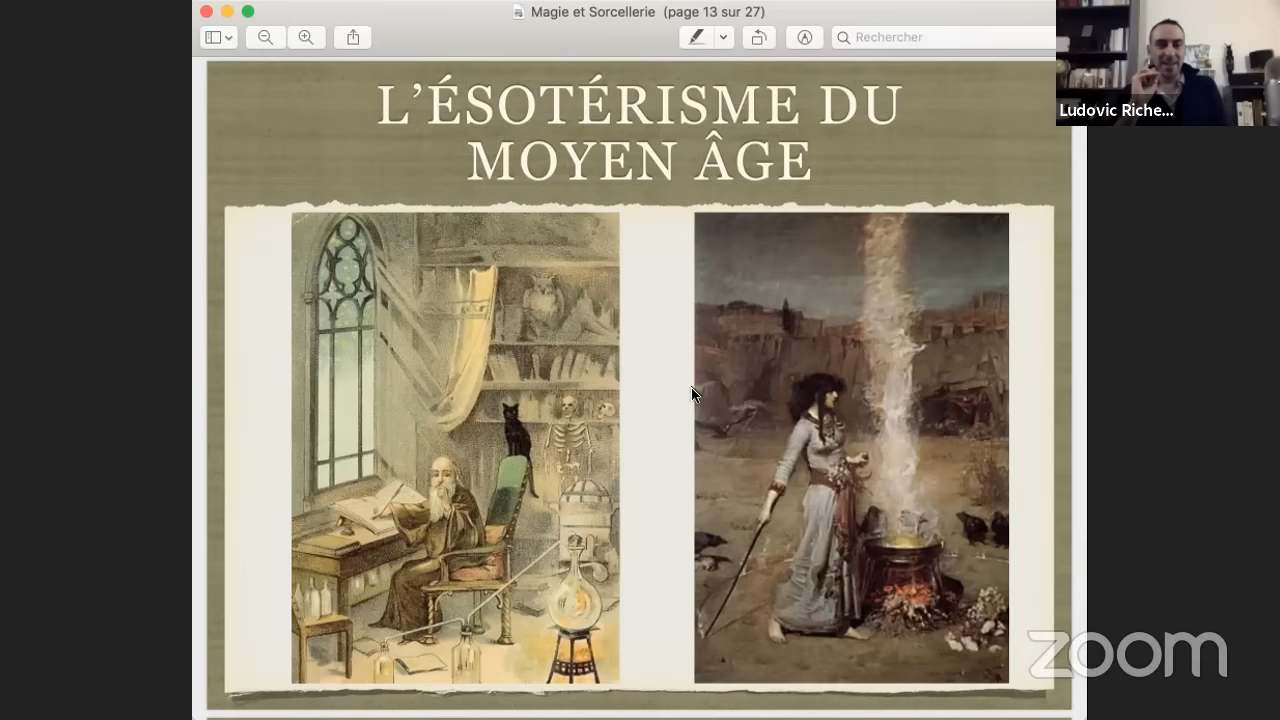 Magie et Sorcellerie (page 13 sur 27)
Rechercher
Ludovic Riche...
L'ÉSOTÉRISME DU
MOYEN ÂGE
zoom